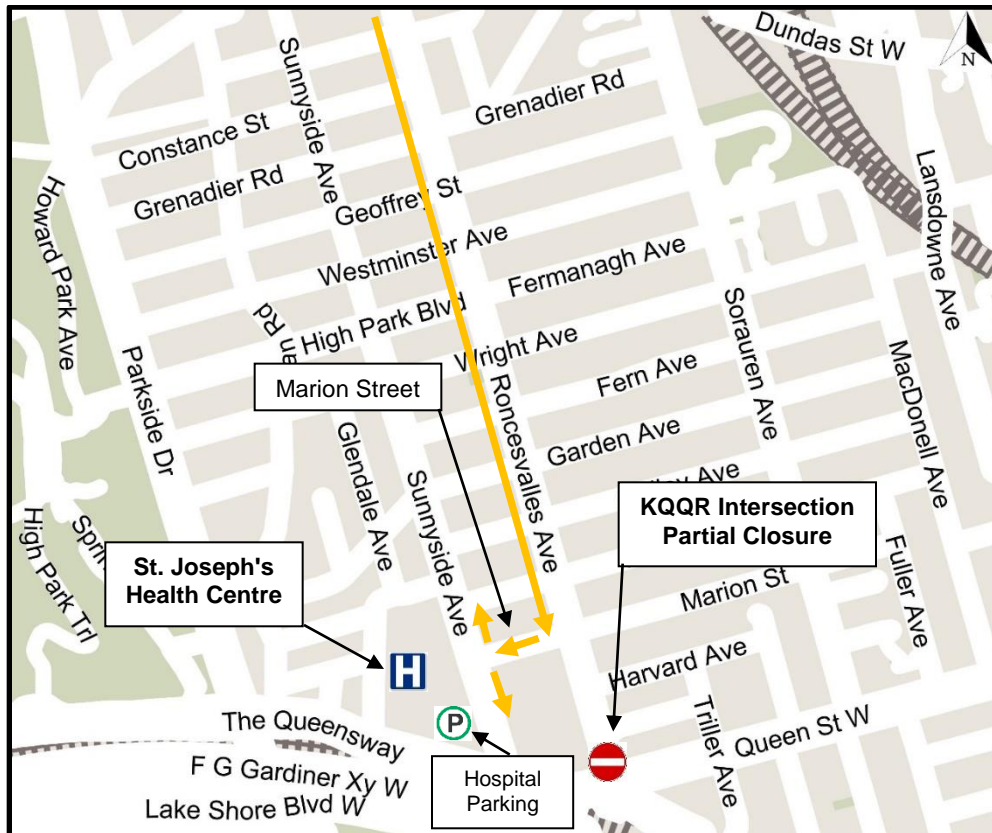 Dundas St W
N
Sunnyside Ave
Grenadier Rd
Constance St
Grenadier Rd
Howard Park Ave
Geoffrey St
Lansdowne Ave
Westminster Ave
Fermanagh Ave
High Park Blvd
Wright Ave
Sorauren Ave
Parkside Dr
Marion Street
Roncesvalles Ave
Fern Ave
MacDonell Ave
Garden Ave
Glendale Ave
Sunnyside Ave
Ave
KQQR Intersection
Partial Closure
High Park Trl
St. Joseph's
Health Centre
Fuller Ave
Marion St
H
Harvard Ave
P
The Queensway
Triller Ave
Queen St W
F G Gardiner Xy W
Hospital
Parking
Lake Shore Blvd W